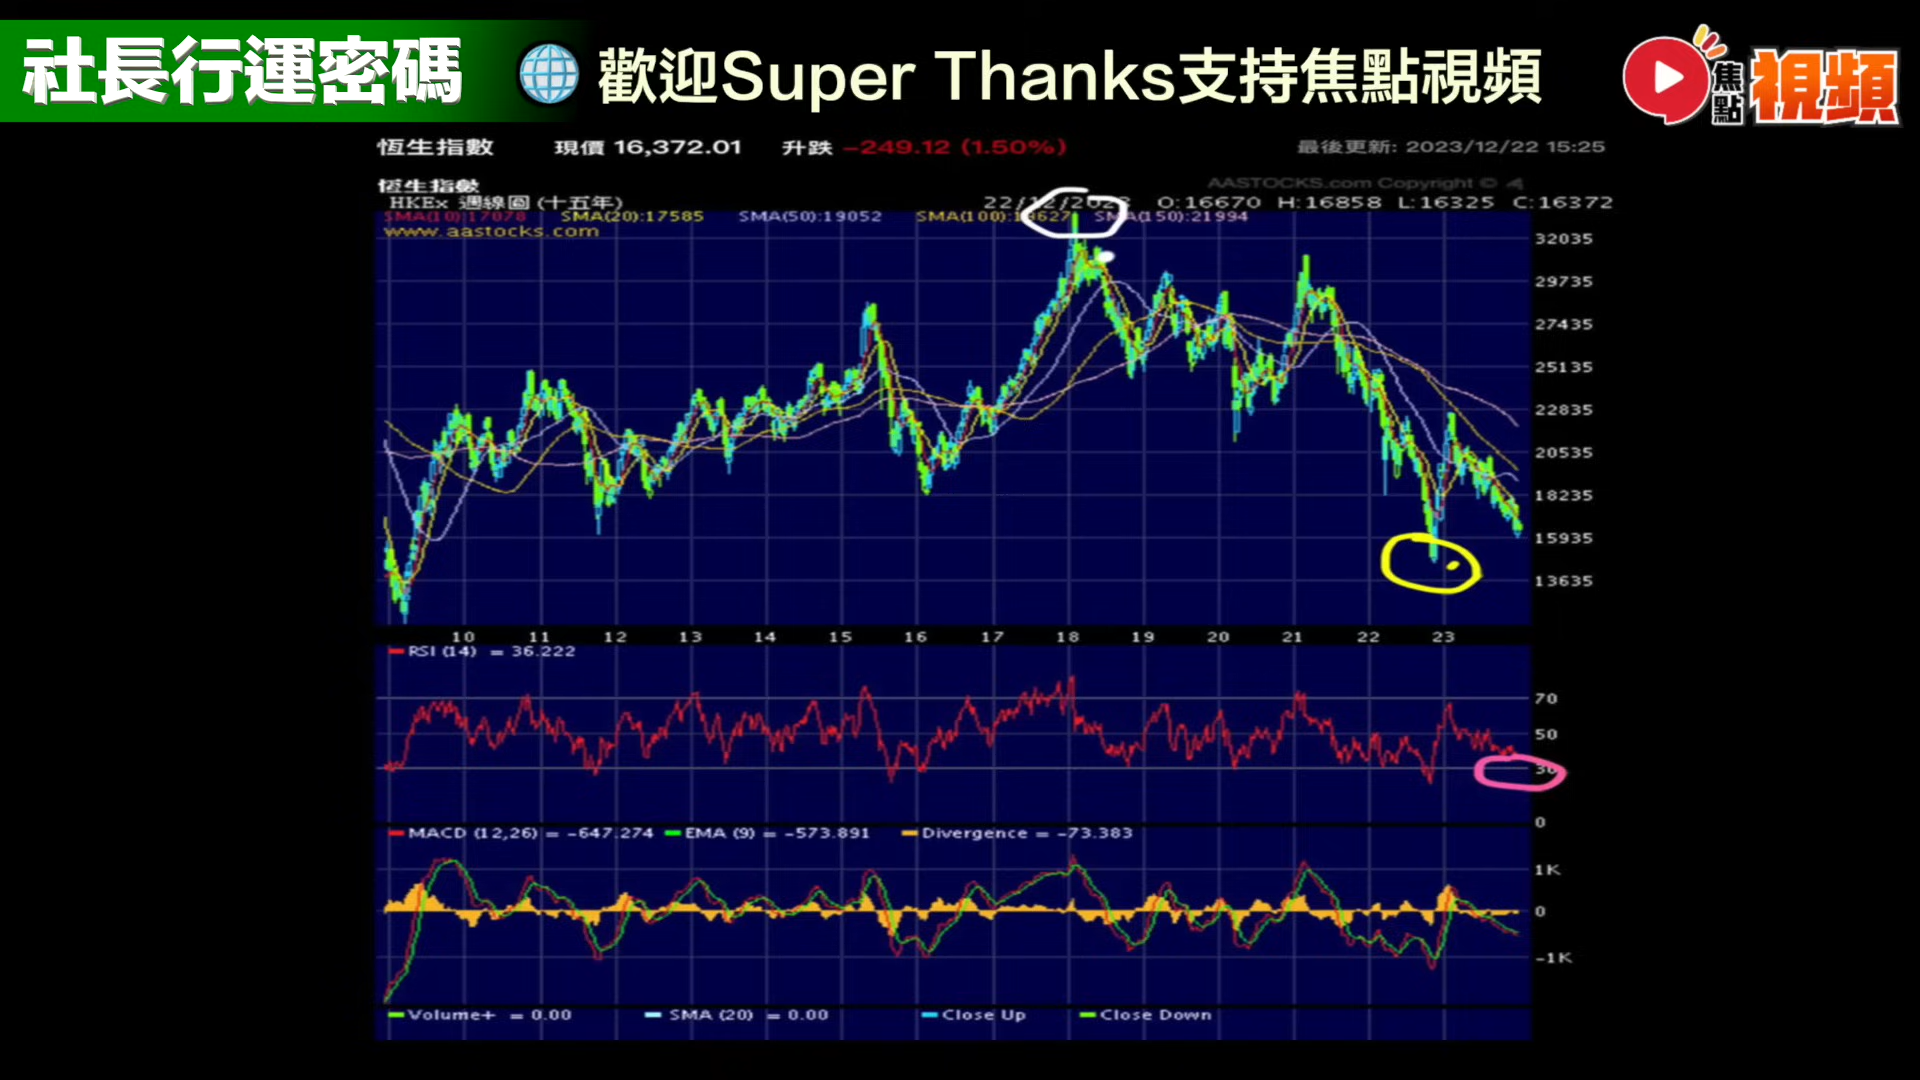 社長行運密碼
歡迎Super Thanks支持焦點視頻
焦點視頻
恆生指數 現價 16,372.01 升跌 -249.12 (1.50%) 最後更新: 2023/12/22 15:25
恆生指數 AASTOCKS.com Copyright ©
HKEx 週線圖 (十五年) O:16670 H:16858 L:16325 C:16372
SMA(10):17078 SMA(20):17585 SMA(50):19052 SMA(150):21994
www.aastocks.com
32035
29735
27435
25135
22835
20535
18235
15935
13635
10 11 12 13 14 15 16 17 18 19 20 21 22 23
RSI (14) = 36.222
70
50
30
0
MACD (12,26) = -647.274 EMA (9) = -573.891 Divergence = -73.383
1K
0
-1K
Volume+ = 0.00 SMA (20) = 0.00 Close Up Close Down